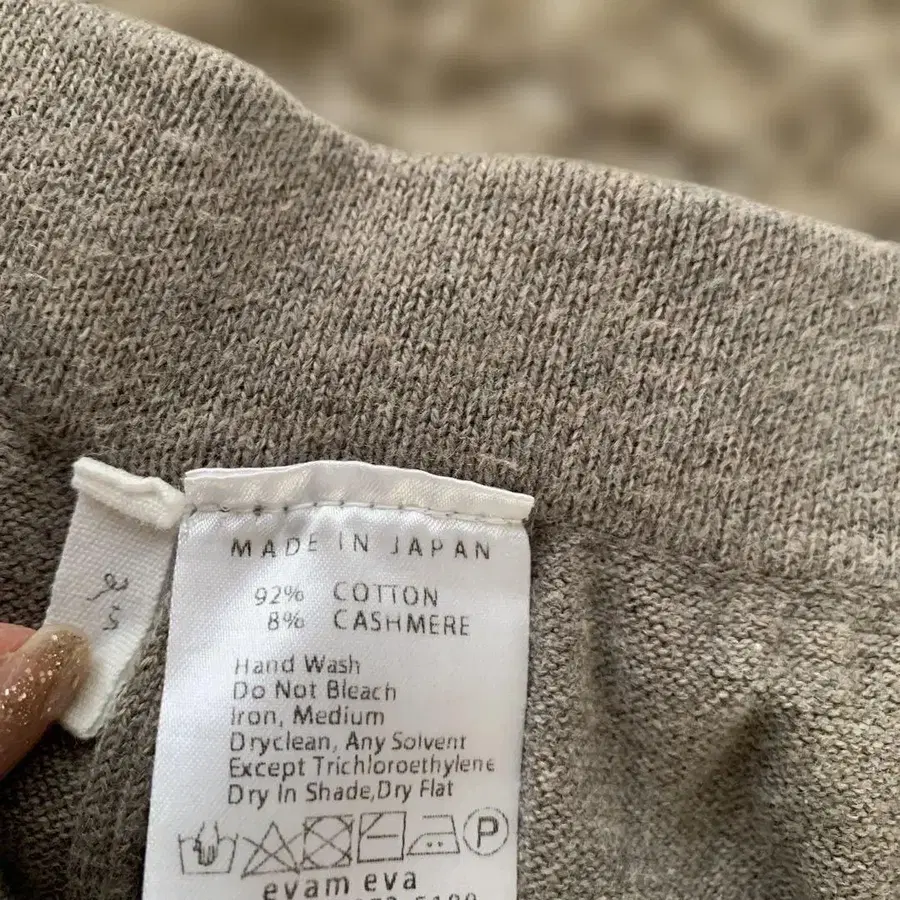 MADE IN JAPAN
92% COTTON
8% CASHMERE
Hand Wash
Do Not Bleach
Iron, Medium
Dryclean, Any Solvent
Except Trichloroethylene
Dry In Shade,Dry Flat
P
evam eva